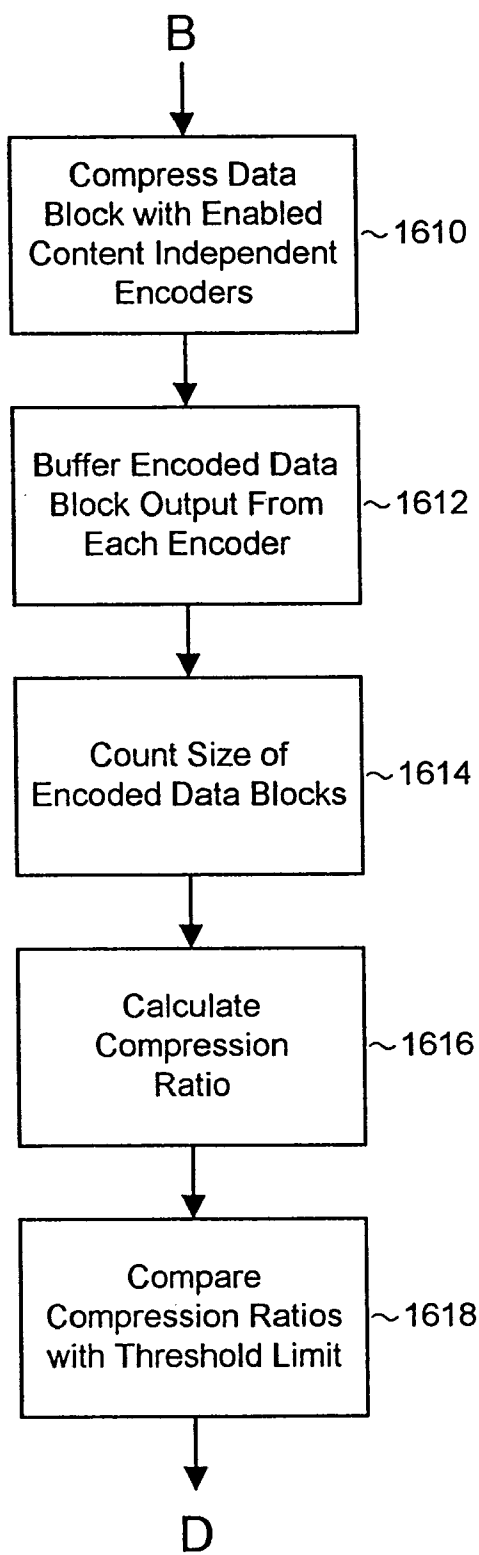 B
Compress Data
Block with Enabled
Content Independent
Encoders
1610
Buffer Encoded Data
Block Output From
Each Encoder
1612
Count Size of
Encoded Data Blocks
1614
Calculate
Compression
Ratio
1616
Compare
Compression Ratios
with Threshold Limit
1618
D